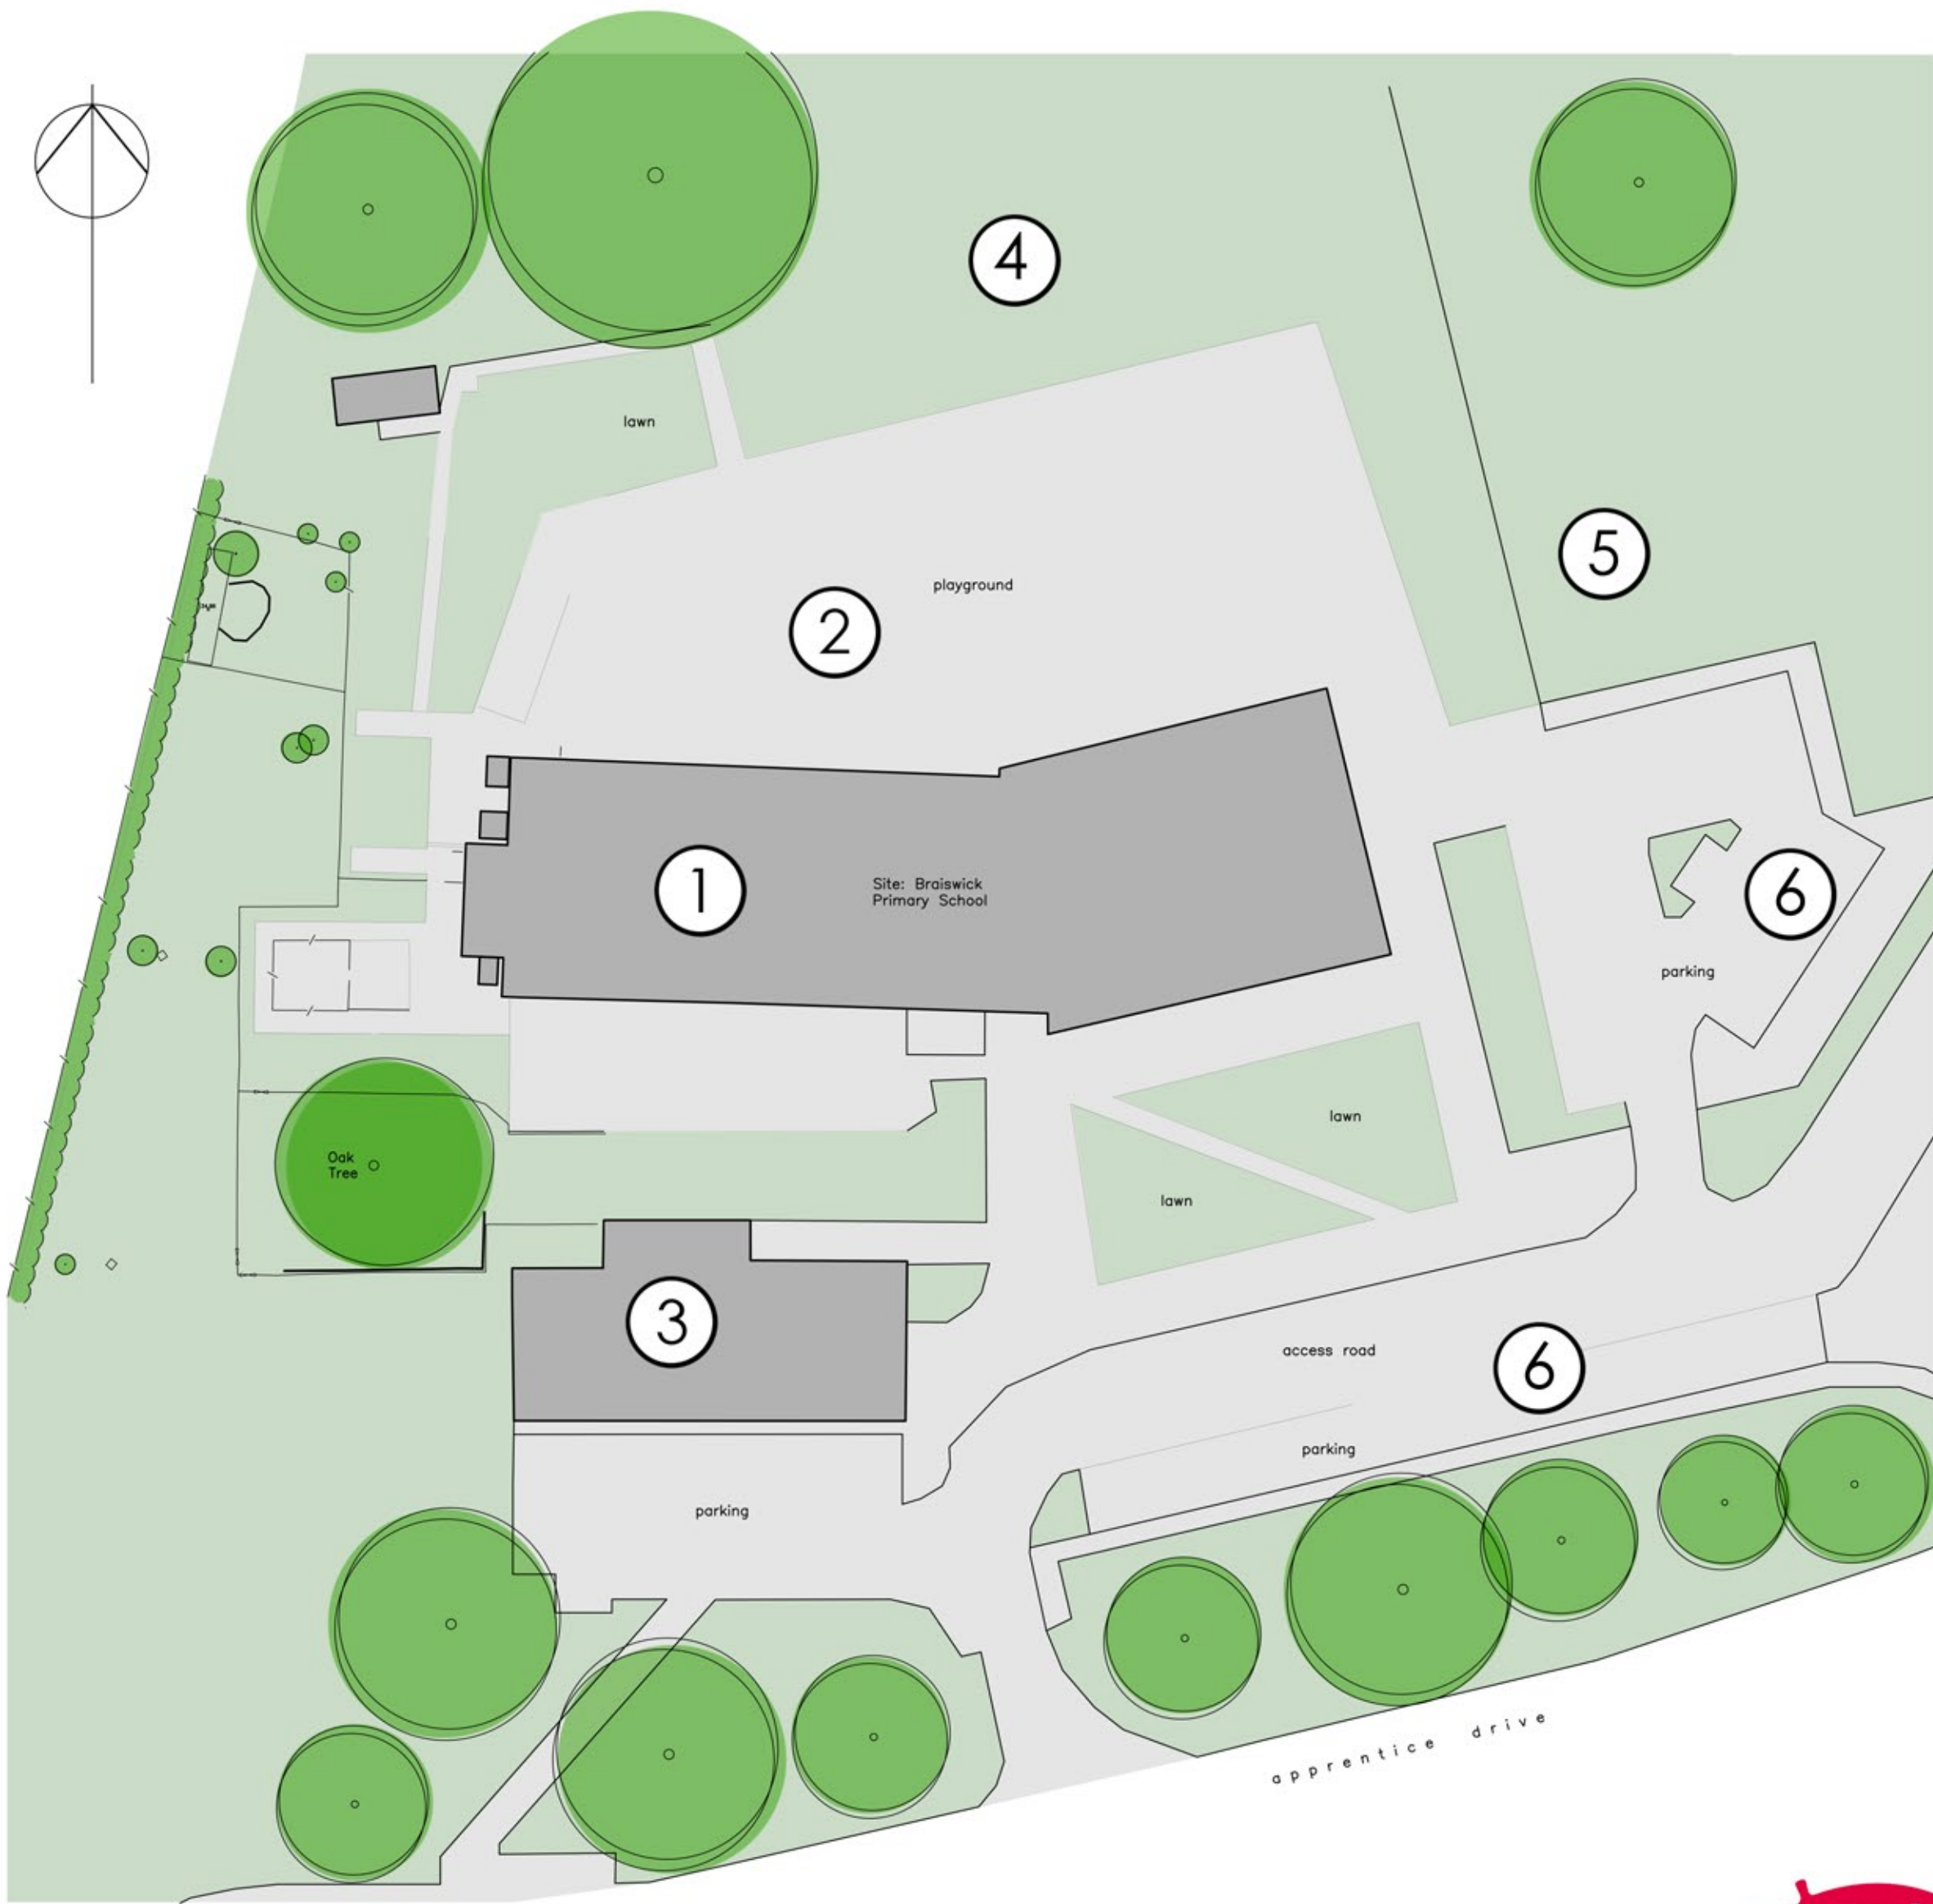 4
lawn
5
playground
2
1
Site: Braiswick
Primary School
6
parking
lawn
Oak
Tree
lawn
3
access road
6
parking
parking
apprentice drive